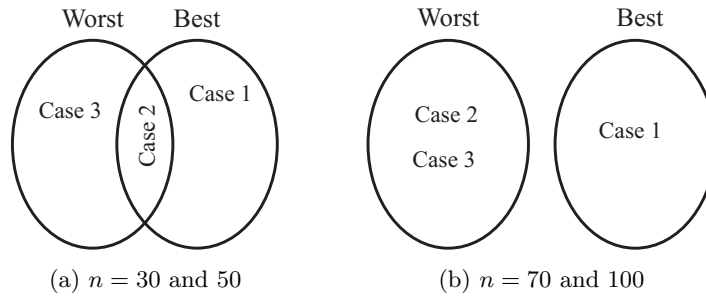 Worst Best
Case 3
Case 2
Case 1
(a) n = 30 and 50
Worst Best
Case 2
Case 3
Case 1
(b) n = 70 and 100